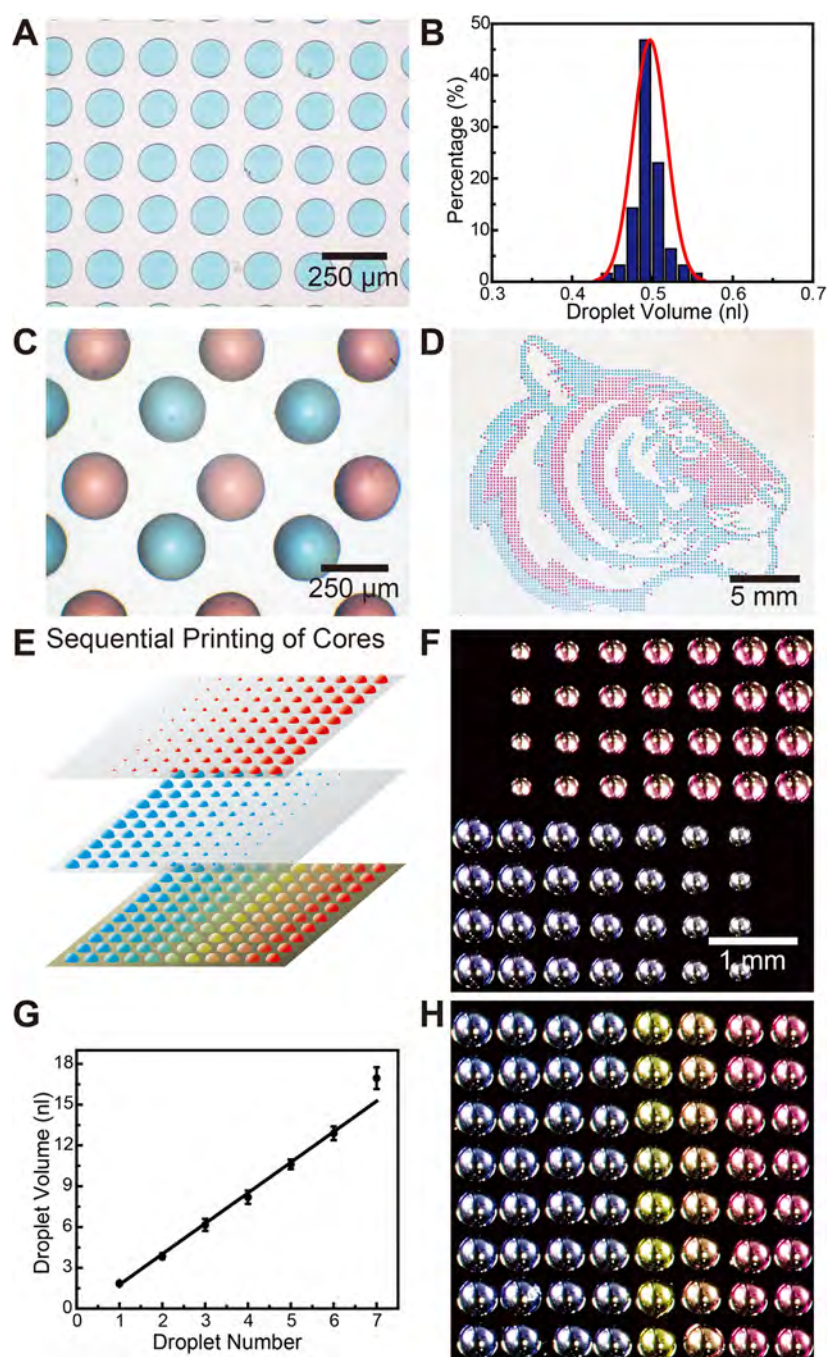 A
250 µm
B
Percentage (%)
50
40
30
20
10
0
0.3 0.4 0.5 0.6 0.7
Droplet Volume (nl)
C
250 µm
D
5 mm
E Sequential Printing of Cores
F
1 mm
G
Droplet Volume (nl)
18
15
12
9
6
3
0
0 1 2 3 4 5 6 7
Droplet Number
H